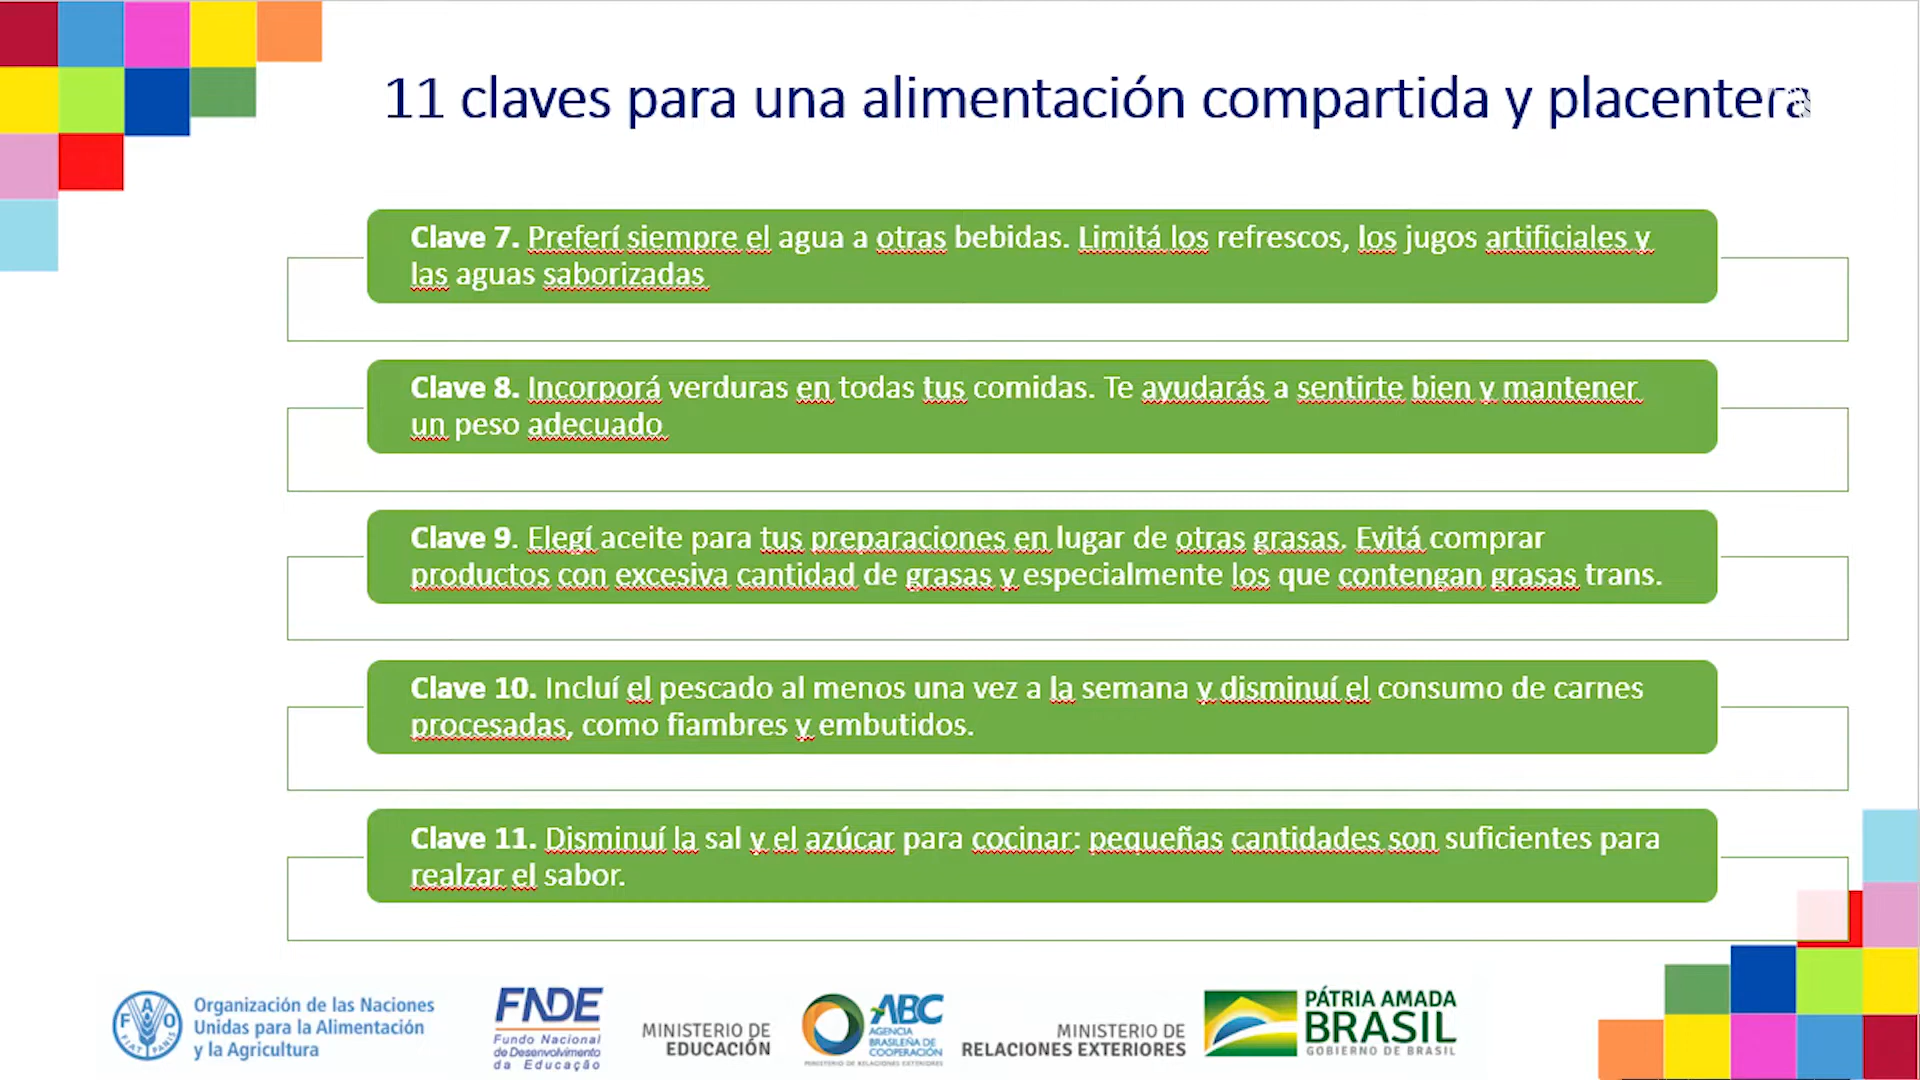 11 claves para una alimentación compartida y placentera
Clave 7. Preferí siempre el agua a otras bebidas. Limitá los refrescos, los jugos artificiales y
las aguas saborizadas
Clave 8. Incorporá verduras en todas tus comidas. Te ayudarás a sentirte bien y mantener
un peso adecuado
Clave 9. Elegí aceite para tus preparaciones en lugar de otras grasas. Evitá comprar
productos con excesiva cantidad de grasas y especialmente los que contengan grasas trans.
Clave 10. Incluí el pescado al menos una vez a la semana y disminuí el consumo de carnes
procesadas, como fiambres y embutidos.
Clave 11. Disminuí la sal y el azúcar para cocinar: pequeñas cantidades son suficientes para
realzar el sabor.
FAO
FIAT PANIS
Organización de las Naciones
Unidas para la Alimentación
y la Agricultura
FNDE
Fundo Nacional
de Desenvolvimento
da Educação
MINISTERIO DE
EDUCACIÓN
ABC
AGENCIA
BRASILEÑA DE
COOPERACIÓN
MINISTERIO DE RELACIONES EXTERIORES
MINISTERIO DE
RELACIONES EXTERIORES
PÁTRIA AMADA
BRASIL
GOBIERNO DE BRASIL